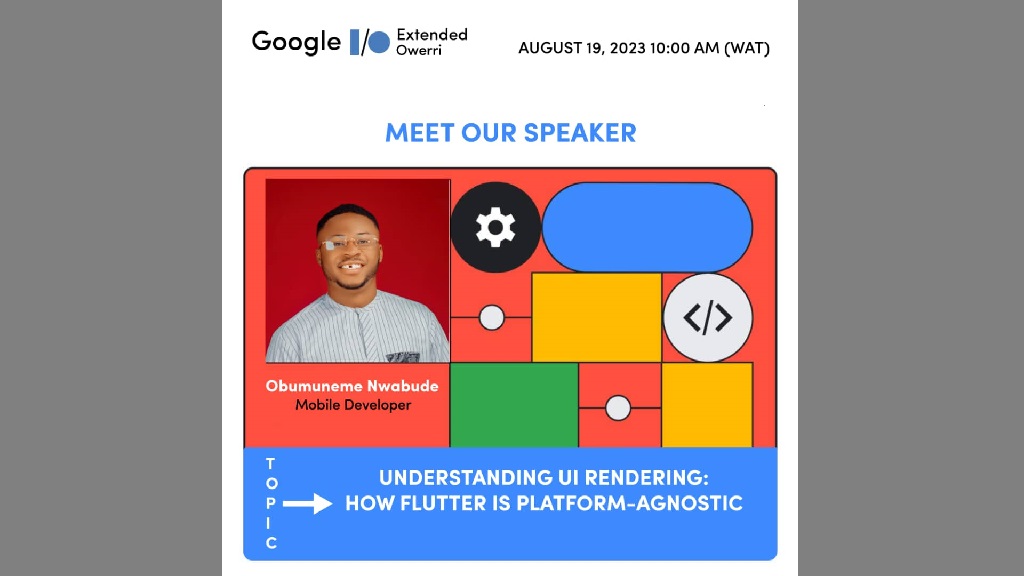 Google I/O Extended
Owerri
AUGUST 19, 2023 10:00 AM (WAT)
MEET OUR SPEAKER
</>
Obumuneme Nwabude
Mobile Developer
TOPIC
UNDERSTANDING UI RENDERING:
HOW FLUTTER IS PLATFORM-AGNOSTIC